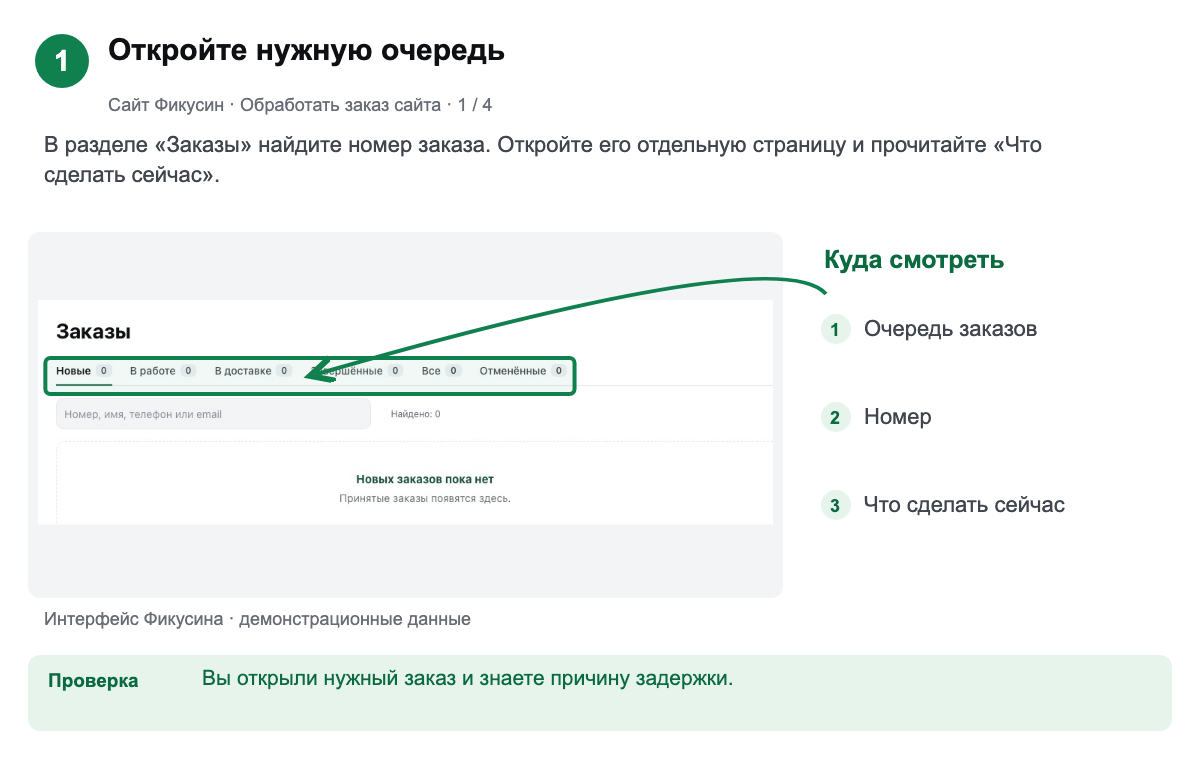 1
Откройте нужную очередь
Сайт Фикусин · Обработать заказ сайта · 1 / 4
В разделе «Заказы» найдите номер заказа. Откройте его отдельную страницу и прочитайте «Что
сделать сейчас».
Заказы
Новые 0 В работе 0 В доставке 0 0 Все 0 Отменённые 0
Номер, имя, телефон или email Найдено: 0
Новых заказов пока нет
Принятые заказы появятся здесь.
Куда смотреть
1 Очередь заказов
2 Номер
3 Что сделать сейчас
Интерфейс Фикусина · демонстрационные данные
Проверка Вы открыли нужный заказ и знаете причину задержки.